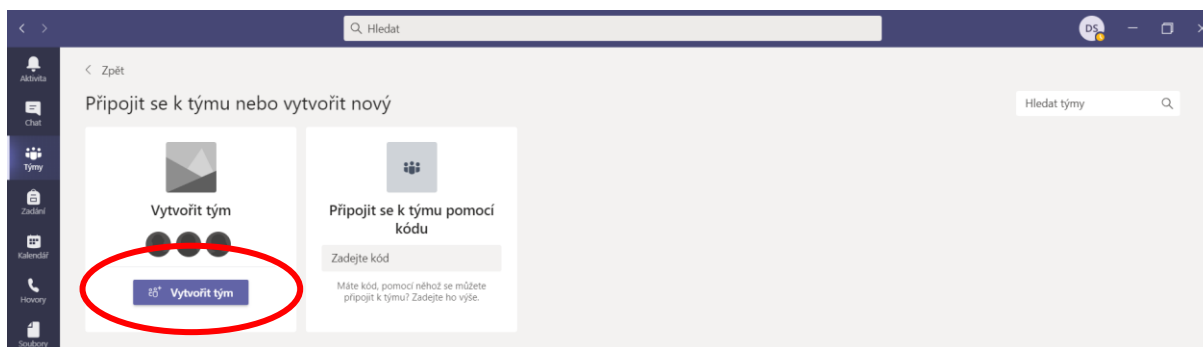 Hledat
DS
Aktivita
Chat
Týmy
Zadání
Kalendář
Hovory
Soubory
Zpět
Připojit se k týmu nebo vytvořit nový
Hledat týmy
Vytvořit tým
Vytvořit tým
Připojit se k týmu pomocí
kódu
Zadejte kód
Máte kód, pomocí něhož se můžete
připojit k týmu? Zadejte ho výše.